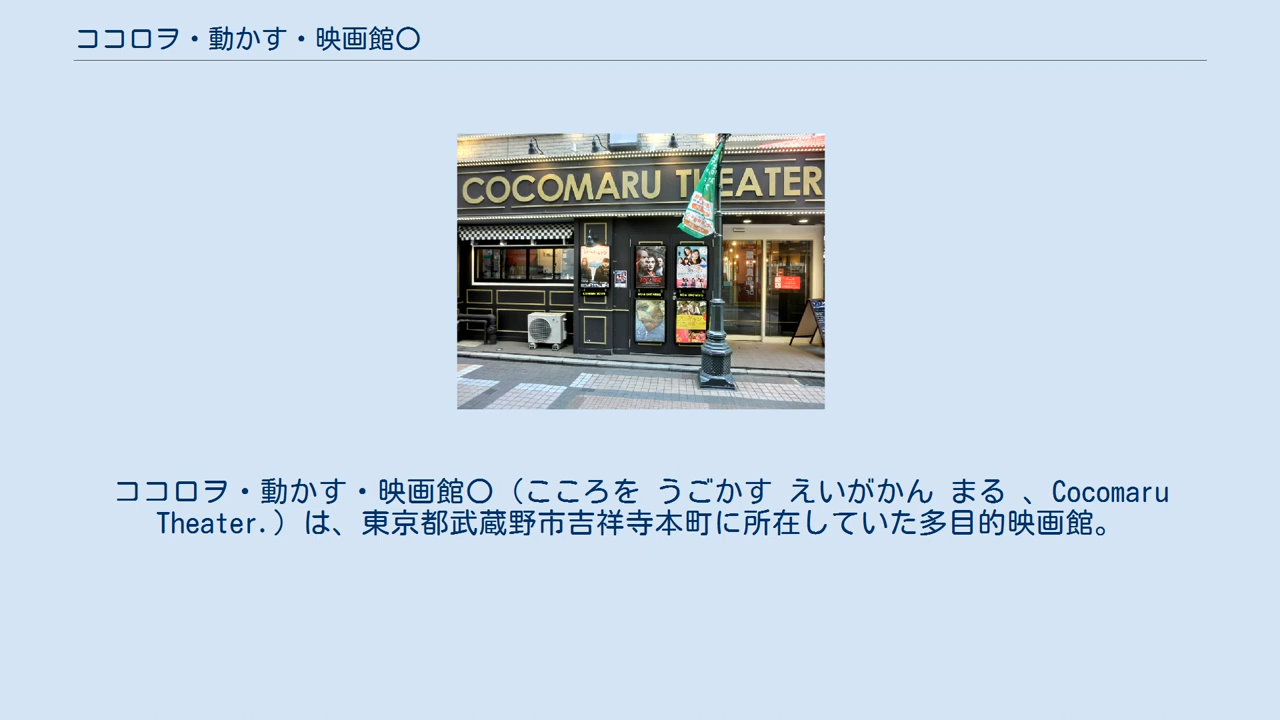 ココロヲ・動かす・映画館〇
COCOMARU THEATER
ココロヲ・動かす・映画館〇（こころを うごかす えいがかん まる 、Cocomaru
Theater.）は、東京都武蔵野市吉祥寺本町に所在していた多目的映画館。